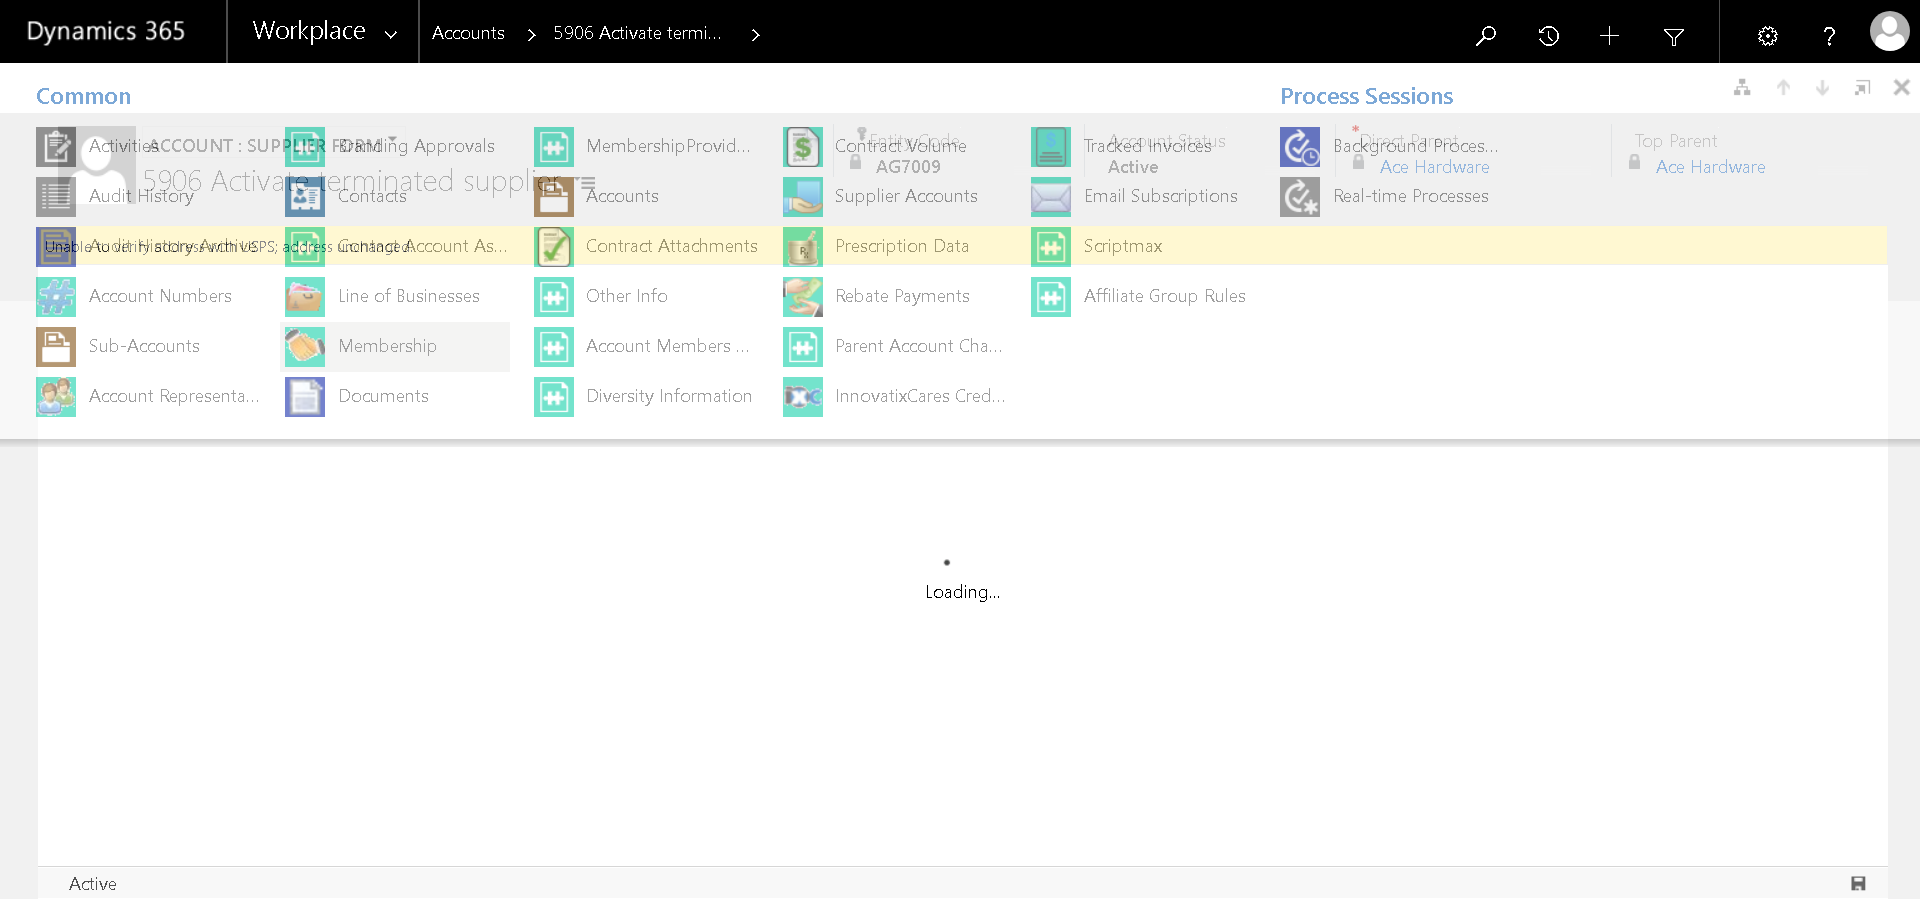 Dynamics 365
Workplace
Accounts
5906 Activate termi...
Common
Process Sessions
Activities
ACCOUNT : SUPPLIER FORM
Branding Approvals
MembershipProvid...
Contract Volume
Entity Code
AG7009
Tracked Invoices
Account Status
Active
Background Proces...
*
Direct Parent
Ace Hardware
Top Parent
Ace Hardware
5906 Activate terminated supplier
Audit History
Contacts
Accounts
Supplier Accounts
Email Subscriptions
Real-time Processes
Unable to verify address with USPS; address unchanged.
Audit History Archive
Contact Account As...
Contract Attachments
Prescription Data
Scriptmax
Account Numbers
Line of Businesses
Other Info
Rebate Payments
Affiliate Group Rules
Sub-Accounts
Membership
Account Members ...
Parent Account Cha...
Account Representa...
Documents
Diversity Information
InnovatixCares Cred...
Loading...
Active